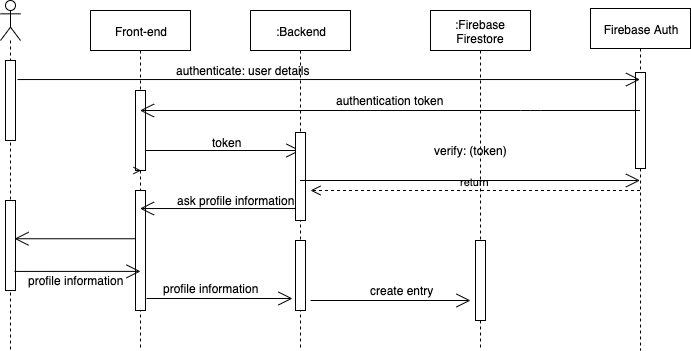 Front-end
:Backend
:Firebase
Firestore
Firebase Auth
authenticate: user details
authentication token
token
verify: (token)
return
ask profile information
profile information
profile information
create entry